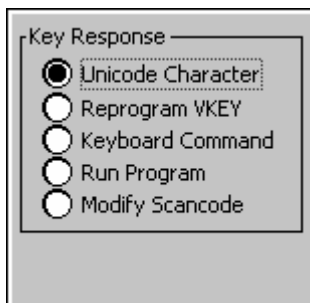 Key Response
Unicode Character
Reprogram VKEY
Keyboard Command
Run Program
Modify Scancode